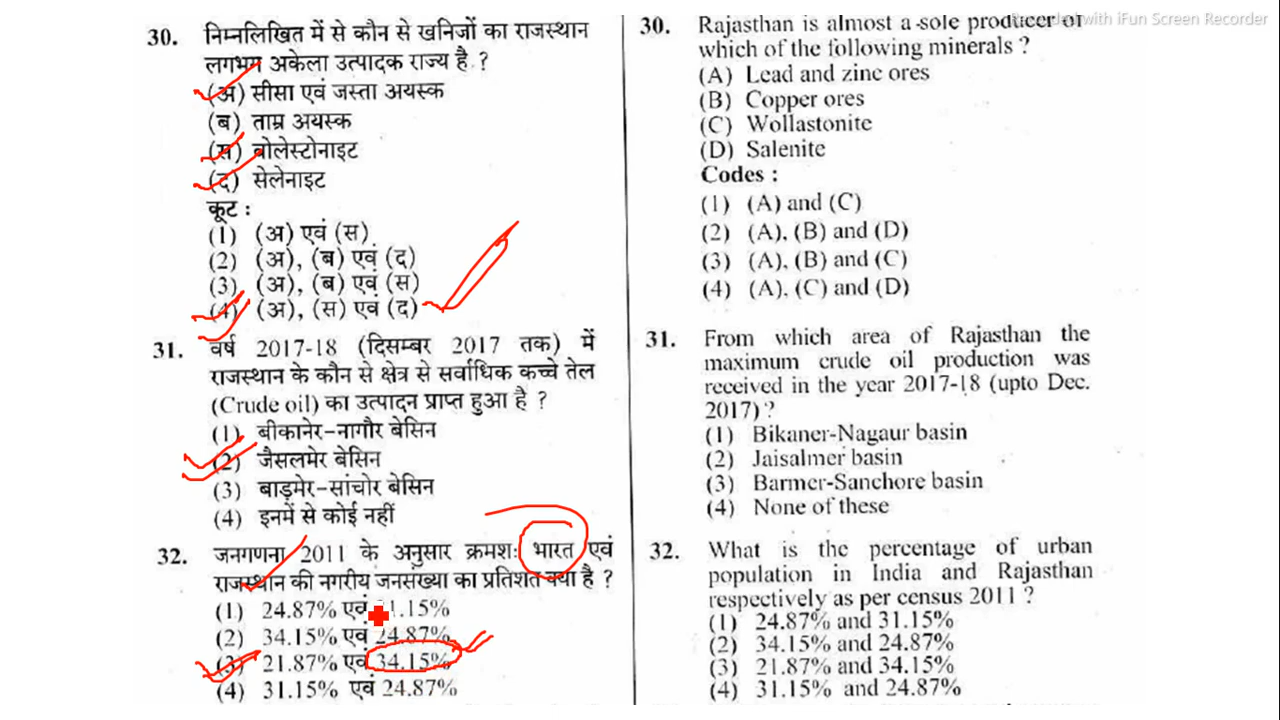 Recorded with iFun Screen Recorder
30. निम्नलिखित में से कौन से खनिजों का राजस्थान
लगभग अकेला उत्पादक राज्य है ?
(अ) सीसा एवं जस्ता अयस्क
(ब) ताम्र अयस्क
(स) वोलेस्टोनाइट
(द) सेलेनाइट
कूट :
(1) (अ) एवं (स)
(2) (अ), (ब) एवं (द)
(3) (अ), (ब) एवं (स)
(4) (अ), (स) एवं (द)
31. वर्ष 2017-18 (दिसम्बर 2017 तक) में
राजस्थान के कौन से क्षेत्र से सर्वाधिक कच्चे तेल
(Crude oil) का उत्पादन प्राप्त हुआ है ?
(1) बीकानेर-नागौर बेसिन
(2) जैसलमेर बेसिन
(3) बाड़मेर-सांचोर बेसिन
(4) इनमें से कोई नहीं
32. जनगणना 2011 के अनुसार क्रमशः भारत एवं
राजस्थान की नगरीय जनसंख्या का प्रतिशत क्या है ?
(1) 24.87% एवं 31.15%
(2) 34.15% एवं 24.87%
(3) 21.87% एवं 34.15%
(4) 31.15% एवं 24.87%
30. Rajasthan is almost a sole producer of
which of the following minerals ?
(A) Lead and zinc ores
(B) Copper ores
(C) Wollastonite
(D) Salenite
Codes :
(1) (A) and (C)
(2) (A), (B) and (D)
(3) (A), (B) and (C)
(4) (A), (C) and (D)
31. From which area of Rajasthan the
maximum crude oil production was
received in the year 2017-18 (upto Dec.
2017) ?
(1) Bikaner-Nagaur basin
(2) Jaisalmer basin
(3) Barmer-Sanchore basin
(4) None of these
32. What is the percentage of urban
population in India and Rajasthan
respectively as per census 2011 ?
(1) 24.87% and 31.15%
(2) 34.15% and 24.87%
(3) 21.87% and 34.15%
(4) 31.15% and 24.87%